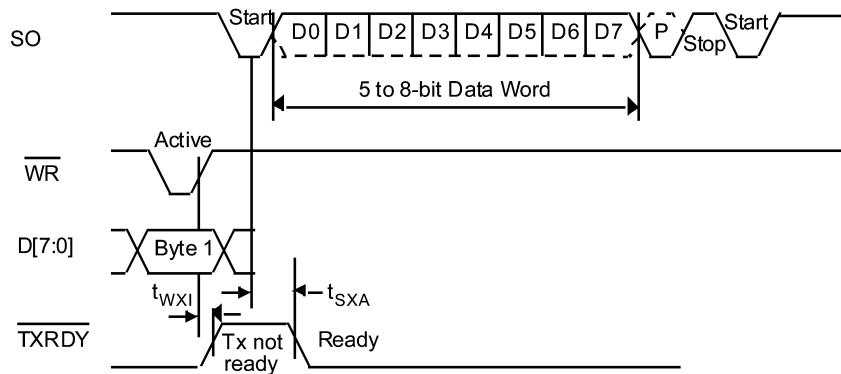 SO
Start
D0 D1 D2 D3 D4 D5 D6 D7
P
Stop
Start
5 to 8-bit Data Word
WR
Active
D[7:0]
Byte 1
tWXI
tSXA
TXRDY
Tx not
ready
Ready